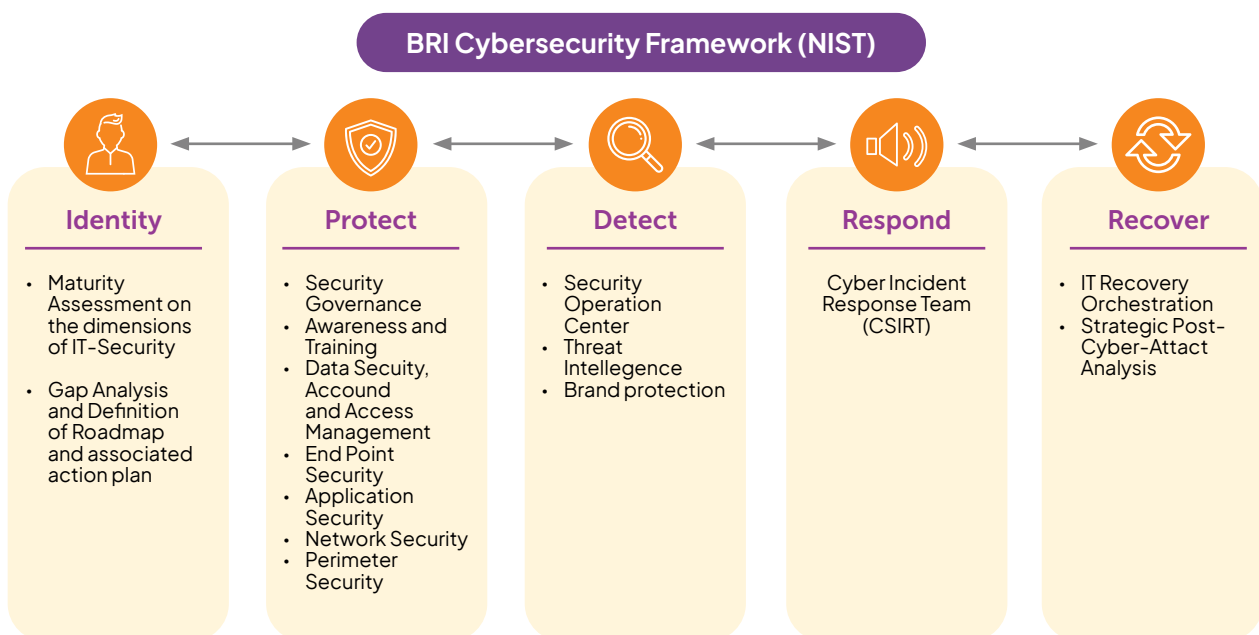 BRI Cybersecurity Framework (NIST)
Identity
• Maturity
Assessment on
the dimensions
of IT-Security
• Gap Analysis
and Definition
of Roadmap
and associated
action plan
Protect
• Security
Governance
• Awareness and
Training
• Data Secuity,
Accound
and Access
Management
• End Point
Security
• Application
Security
• Network Security
• Perimeter
Security
Detect
• Security
Operation
Center
• Threat
Intellegence
• Brand protection
Respond
Cyber Incident
Response Team
(CSIRT)
Recover
• IT Recovery
Orchestration
• Strategic Post-
Cyber-Attact
Analysis